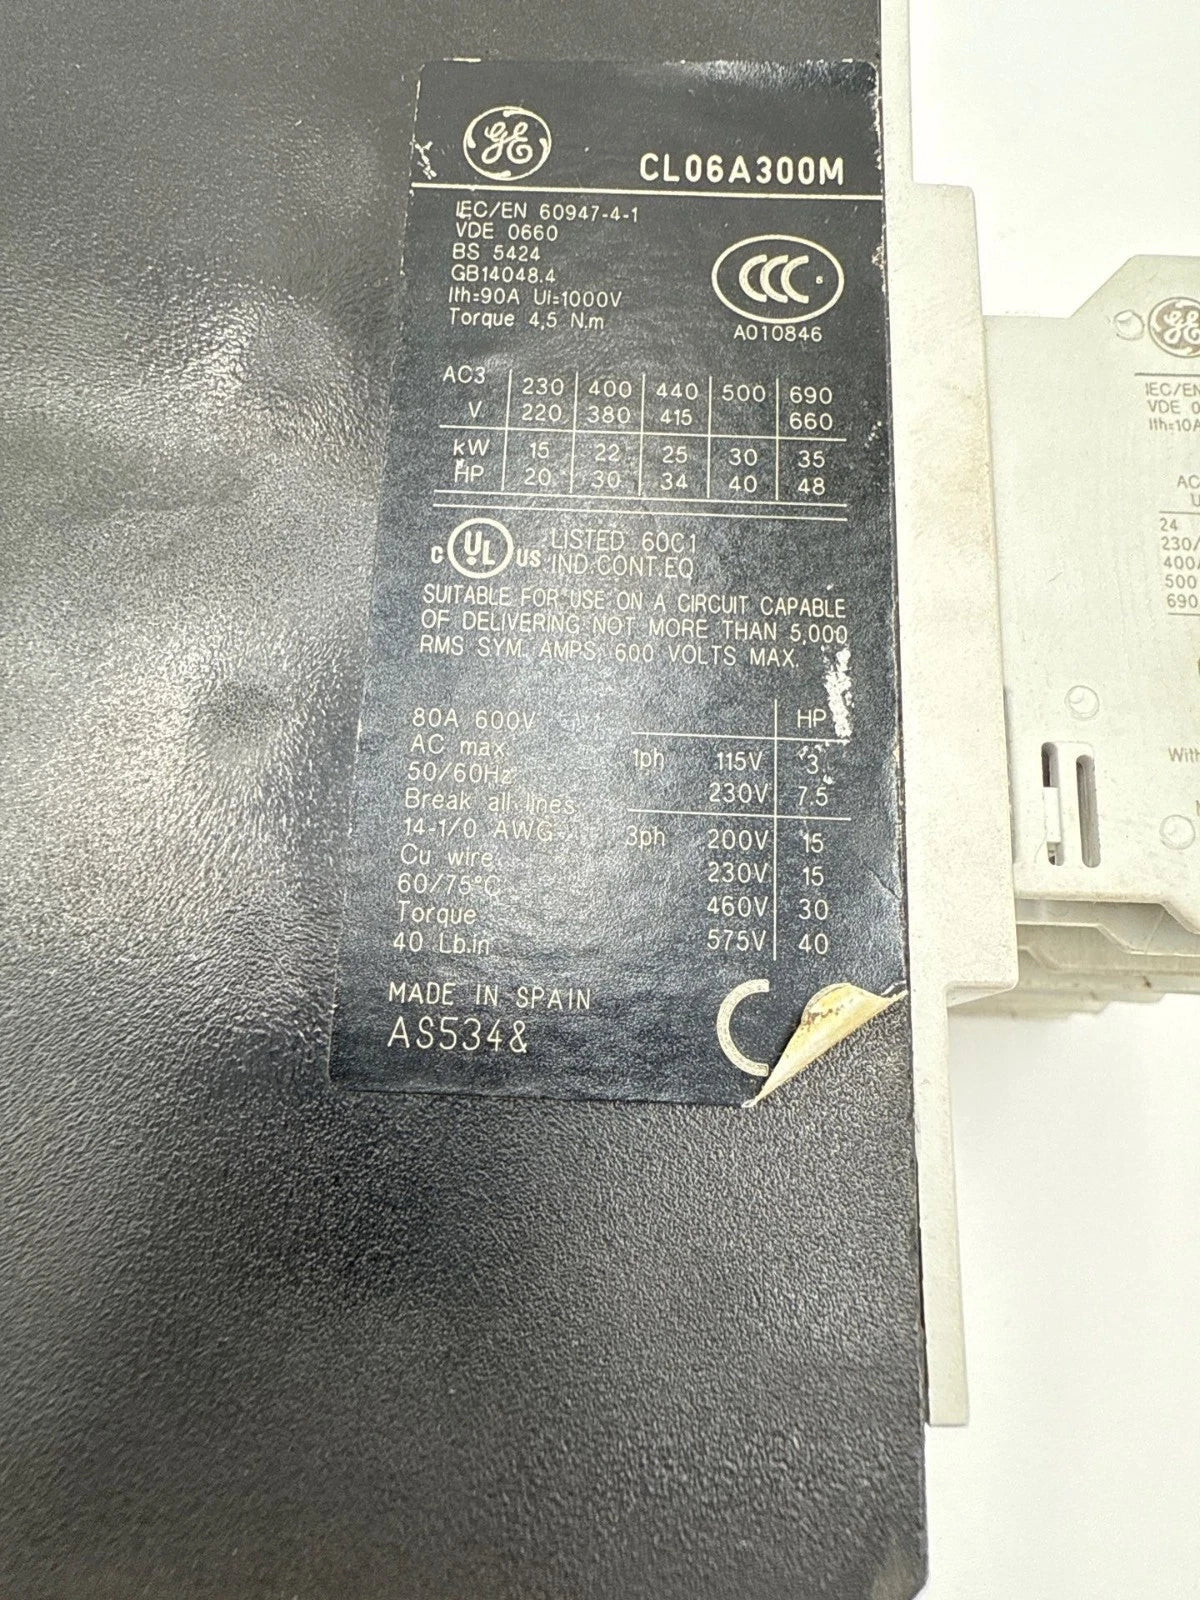 GE CL06A300M
IEC/EN 60947-4-1
VDE 0660
BS 5424
GB14048.4
Ith=90A Ui=1000V
Torque 4,5 N.m
CCC S
A010846
AC3 230 400 440 500 690
V 220 380 415 660
kW 15 22 25 30 35
HP 20 30 34 40 48
C UL US LISTED 60C1
IND.CONT.EQ
SUITABLE FOR USE ON A CIRCUIT CAPABLE
OF DELIVERING NOT MORE THAN 5,000
RMS SYM. AMPS, 600 VOLTS MAX.
80A 600V
AC max.
50/60Hz
Break all lines
14-1/0 AWG
Cu wire
60/75°C
Torque
40 Lb.in
HP
1ph 115V 3
230V 7.5
3ph 200V 15
230V 15
460V 30
575V 40
MADE IN SPAIN
AS534&
C
GE
IEC/EN
VDE
Ith=10A
24
230/
400/
500
690
With